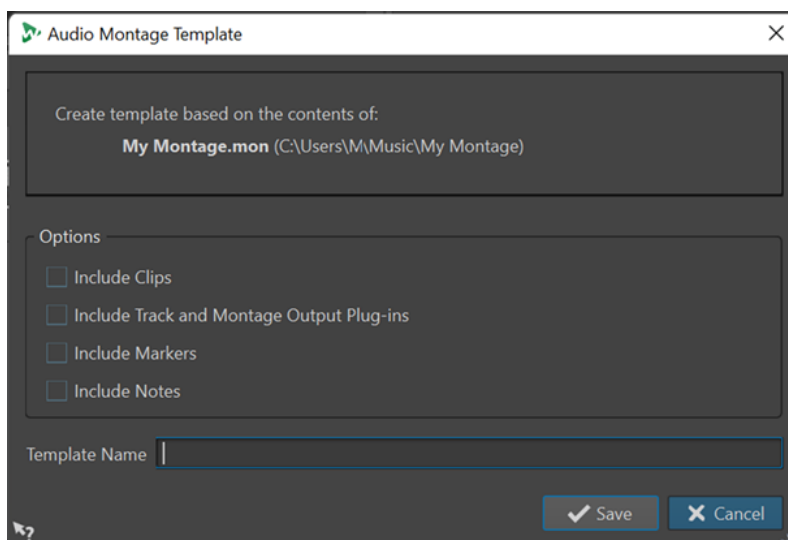 Audio Montage Template
Create template based on the contents of:
My Montage.mon (C:\Users\M\Music\My Montage)
Options
Include Clips
Include Track and Montage Output Plug-ins
Include Markers
Include Notes
Template Name
Save
Cancel